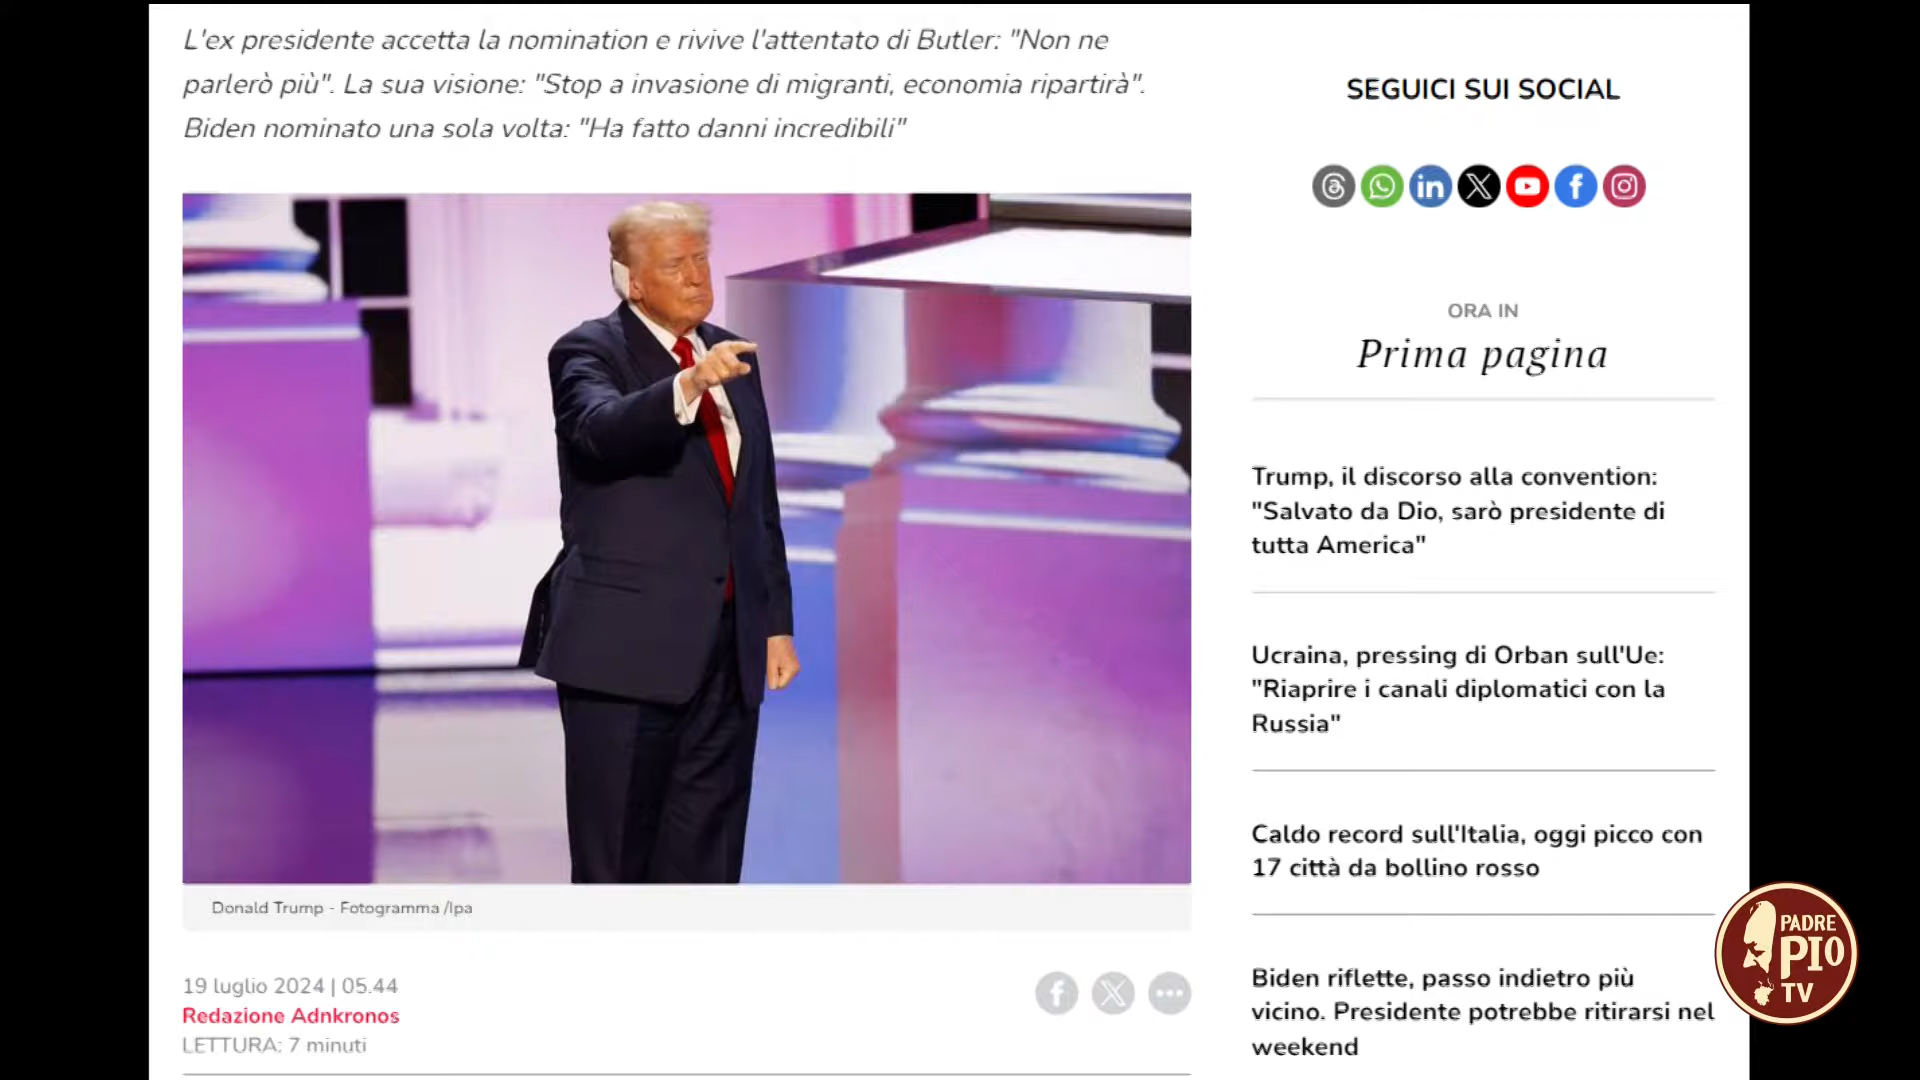 L'ex presidente accetta la nomination e rivive l'attentato di Butler: "Non ne
parlerò più". La sua visione: "Stop a invasione di migranti, economia ripartirà".
Biden nominato una sola volta: "Ha fatto danni incredibili"
Donald Trump - Fotogramma /Ipa
19 luglio 2024 | 05.44
Redazione Adnkronos
LETTURA: 7 minuti
SEGUICI SUI SOCIAL
ORA IN
Prima pagina
Trump, il discorso alla convention:
"Salvato da Dio, sarò presidente di
tutta America"
Ucraina, pressing di Orban sull'Ue:
"Riaprire i canali diplomatici con la
Russia"
Caldo record sull'Italia, oggi picco con
17 città da bollino rosso
Biden riflette, passo indietro più
vicino. Presidente potrebbe ritirarsi nel
weekend
PADRE
PIO
TV